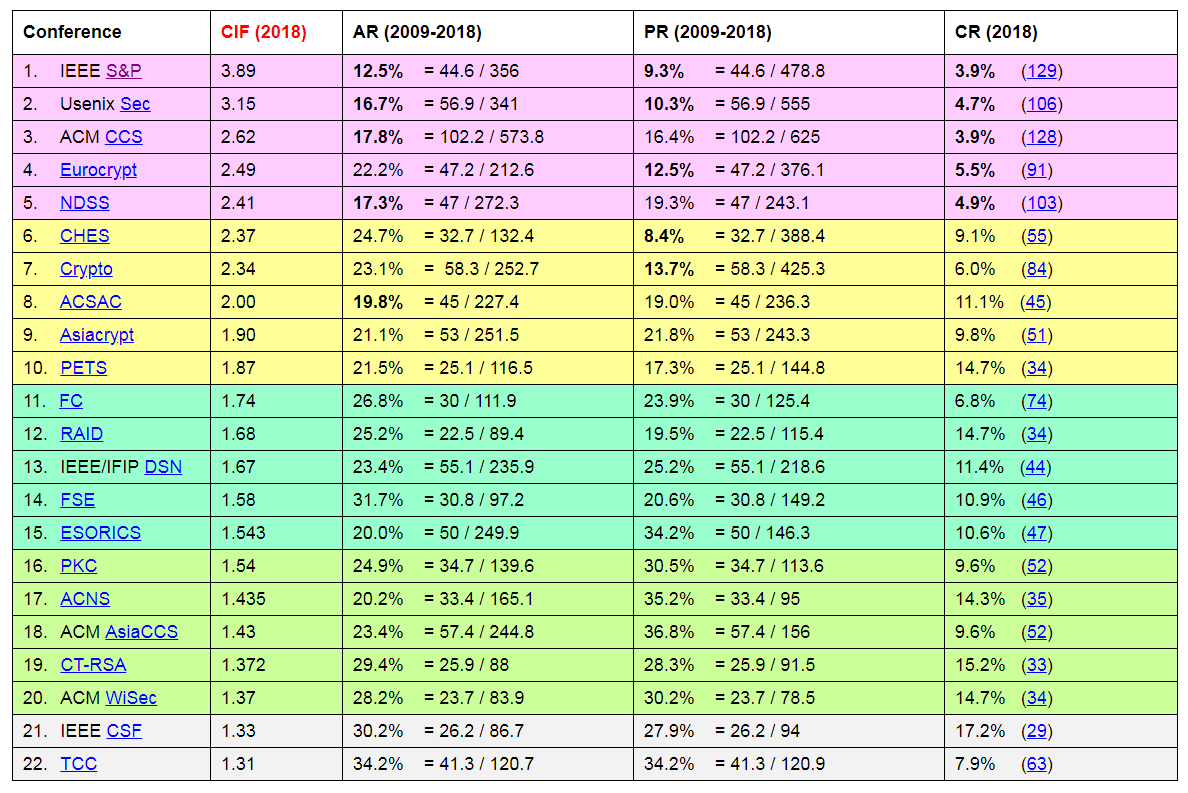 Conference CIF (2018) AR (2009-2018) PR (2009-2018) CR (2018)
1. IEEE S&P 3.89 12.5% = 44.6 / 356 9.3% = 44.6 / 478.8 3.9% (129)
2. Usenix Sec 3.15 16.7% = 56.9 / 341 10.3% = 56.9 / 555 4.7% (106)
3. ACM CCS 2.62 17.8% = 102.2 / 573.8 16.4% = 102.2 / 625 3.9% (128)
4. Eurocrypt 2.49 22.2% = 47.2 / 212.6 12.5% = 47.2 / 376.1 5.5% (91)
5. NDSS 2.41 17.3% = 47 / 272.3 19.3% = 47 / 243.1 4.9% (103)
6. CHES 2.37 24.7% = 32.7 / 132.4 8.4% = 32.7 / 388.4 9.1% (55)
7. Crypto 2.34 23.1% = 58.3 / 252.7 13.7% = 58.3 / 425.3 6.0% (84)
8. ACSAC 2.00 19.8% = 45 / 227.4 19.0% = 45 / 236.3 11.1% (45)
9. Asiacrypt 1.90 21.1% = 53 / 251.5 21.8% = 53 / 243.3 9.8% (51)
10. PETS 1.87 21.5% = 25.1 / 116.5 17.3% = 25.1 / 144.8 14.7% (34)
11. FC 1.74 26.8% = 30 / 111.9 23.9% = 30 / 125.4 6.8% (74)
12. RAID 1.68 25.2% = 22.5 / 89.4 19.5% = 22.5 / 115.4 14.7% (34)
13. IEEE/IFIP DSN 1.67 23.4% = 55.1 / 235.9 25.2% = 55.1 / 218.6 11.4% (44)
14. FSE 1.58 31.7% = 30.8 / 97.2 20.6% = 30.8 / 149.2 10.9% (46)
15. ESORICS 1.543 20.0% = 50 / 249.9 34.2% = 50 / 146.3 10.6% (47)
16. PKC 1.54 24.9% = 34.7 / 139.6 30.5% = 34.7 / 113.6 9.6% (52)
17. ACNS 1.435 20.2% = 33.4 / 165.1 35.2% = 33.4 / 95 14.3% (35)
18. ACM AsiaCCS 1.43 23.4% = 57.4 / 244.8 36.8% = 57.4 / 156 9.6% (52)
19. CT-RSA 1.372 29.4% = 25.9 / 88 28.3% = 25.9 / 91.5 15.2% (33)
20. ACM WiSec 1.37 28.2% = 23.7 / 83.9 30.2% = 23.7 / 78.5 14.7% (34)
21. IEEE CSF 1.33 30.2% = 26.2 / 86.7 27.9% = 26.2 / 94 17.2% (29)
22. TCC 1.31 34.2% = 41.3 / 120.7 34.2% = 41.3 / 120.9 7.9% (63)